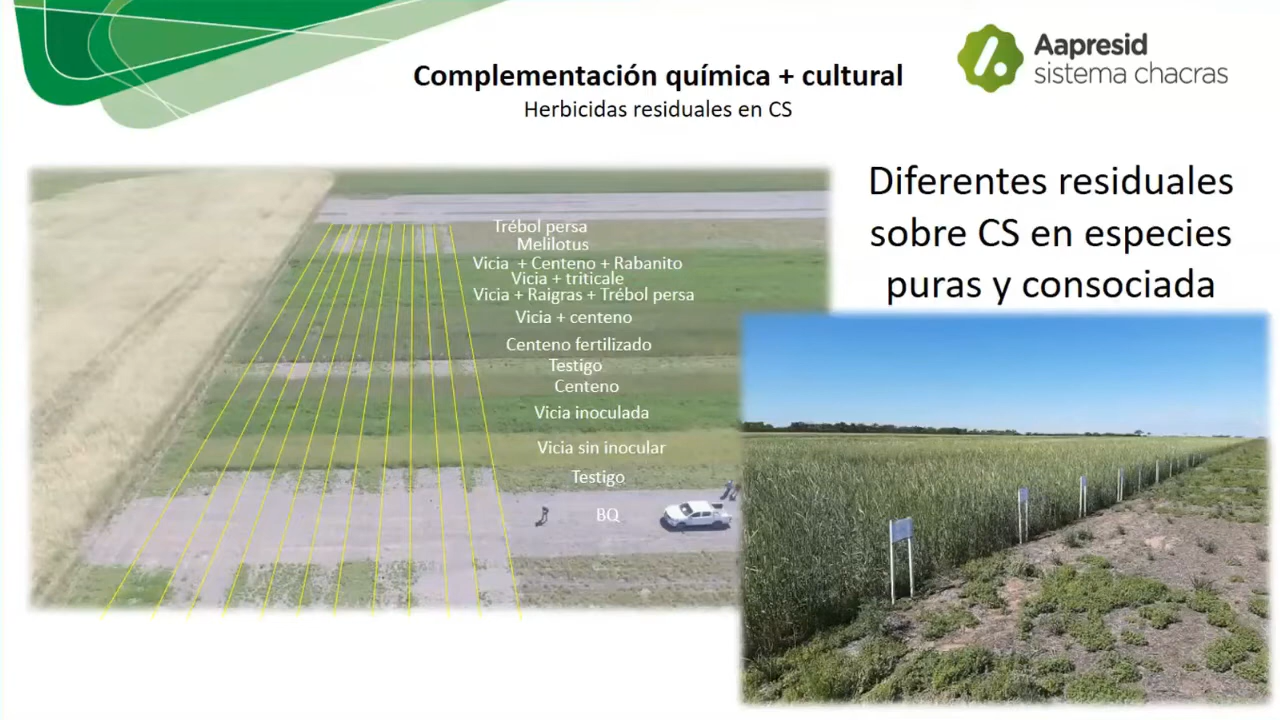 Complementación química + cultural
Herbicidas residuales en CS
Aapresid
sistema chacras
Diferentes residuales
sobre CS en especies
puras y consociada
Trébol persa
Melilotus
Vicia + Centeno + Rabanito
Vicia + triticale
Vicia + Raigras + Trébol persa
Vicia + centeno
Centeno fertilizado
Testigo
Centeno
Vicia inoculada
Vicia sin inocular
Testigo
BQ